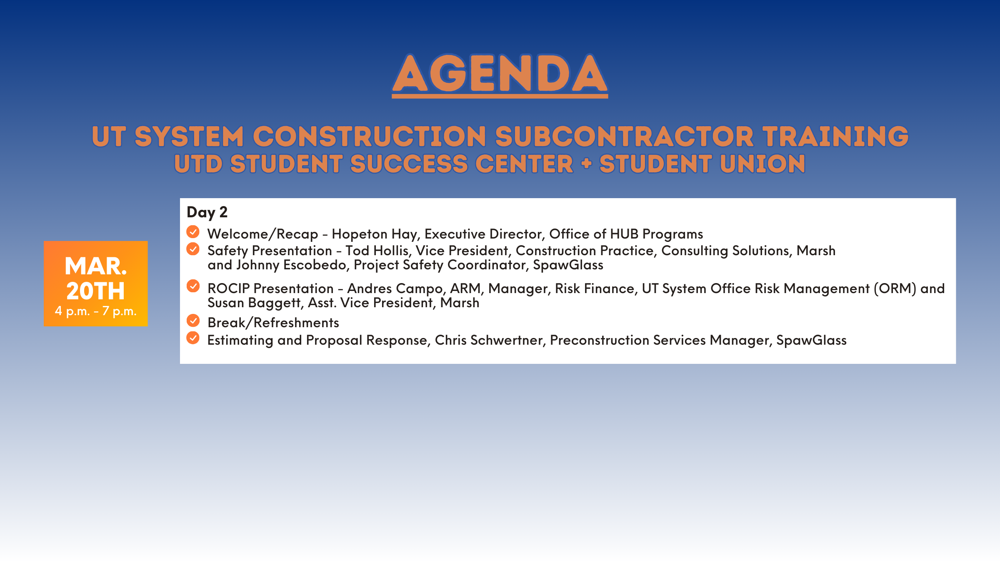 AGENDA
UT SYSTEM CONSTRUCTION SUBCONTRACTOR TRAINING
UTD STUDENT SUCCESS CENTER + STUDENT UNION
MAR.
20TH
4 p.m. - 7 p.m.
Day 2
Welcome/Recap - Hopeton Hay, Executive Director, Office of HUB Programs
Safety Presentation - Tod Hollis, Vice President, Construction Practice, Consulting Solutions, Marsh
and Johnny Escobedo, Project Safety Coordinator, SpawGlass
ROCIP Presentation - Andres Campo, ARM, Manager, Risk Finance, UT System Office Risk Management (ORM) and
Susan Baggett, Asst. Vice President, Marsh
Break/Refreshments
Estimating and Proposal Response, Chris Schwertner, Preconstruction Services Manager, SpawGlass